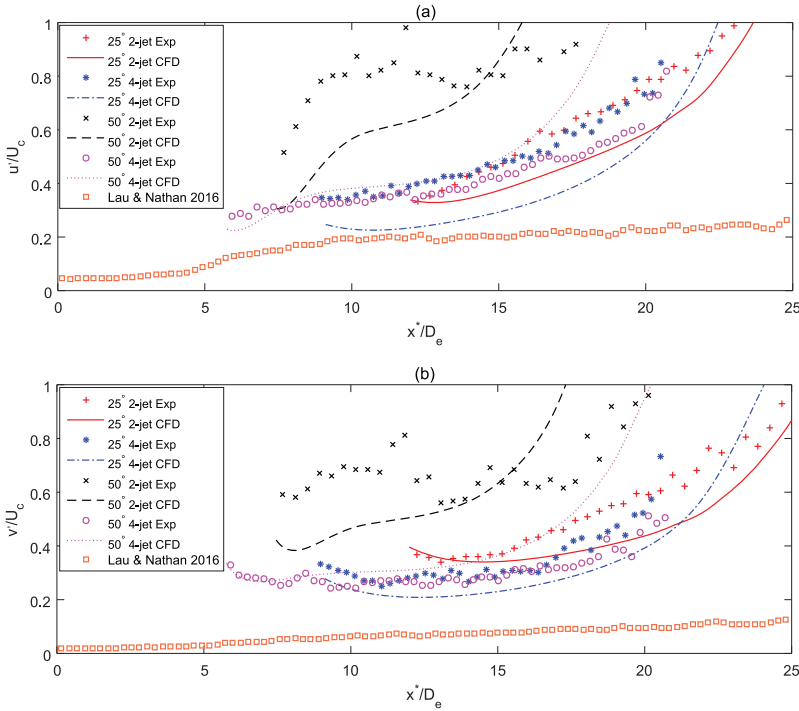 (a)
1
0.8
0.6
0.4
0.2
0
u'/U_c
25° 2-jet Exp
25° 2-jet CFD
25° 4-jet Exp
25° 4-jet CFD
50° 2-jet Exp
50° 2-jet CFD
50° 4-jet Exp
50° 4-jet CFD
Lau & Nathan 2016
0 5 10 15 20 25
x*/D_e
(b)
1
0.8
0.6
0.4
0.2
0
v'/U_c
25° 2-jet Exp
25° 2-jet CFD
25° 4-jet Exp
25° 4-jet CFD
50° 2-jet Exp
50° 2-jet CFD
50° 4-jet Exp
50° 4-jet CFD
Lau & Nathan 2016
0 5 10 15 20 25
x*/D_e